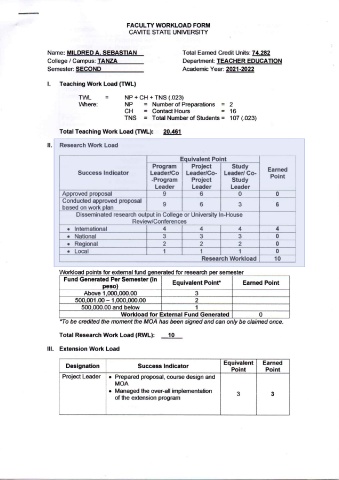 FACULTY WORKLOAD FORM
CAVITE STATE UNIVERSITY
Name: MILDRED A. SEBASTIAN Total Earned Credit Units: 74.282
College / Campus: TANZA Department: TEACHER EDUCATION
Semester: SECOND Academic Year: 2021-2022
I. Teaching Work Load (TWL)
TWL = NP + CH + TNS (.023)
Where: NP = Number of Preparations = 2
CH = Contact Hours = 16
TNS = Total Number of Students = 107 (.023)
Total Teaching Work Load (TWL): 20.461
II. Research Work Load
Success Indicator Equivalent Point Earned Point
Program Leader/Co-Program Leader Project Leader/Co-Project Leader Study Leader/ Co-Study Leader
Approved proposal 9 6 0 0
Conducted approved proposal based on work plan 9 6 3 6
Disseminated research output in College or University In-House Review/Conferences
• International 4 4 4 4
• National 3 3 3 0
• Regional 2 2 2 0
• Local 1 1 1 0
Research Workload 10
Workload points for external fund generated for research per semester
Fund Generated Per Semester (in peso) Equivalent Point* Earned Point
Above 1,000,000.00 3
500,001.00 – 1,000,000.00 2
500,000.00 and below 1
Workload for External Fund Generated 0
*To be credited the moment the MOA has been signed and can only be claimed once.
Total Research Work Load (RWL): 10
III. Extension Work Load
Designation Success Indicator Equivalent Point Earned Point
Project Leader • Prepared proposal, course design and MOA
• Managed the over-all implementation of the extension program 3 3